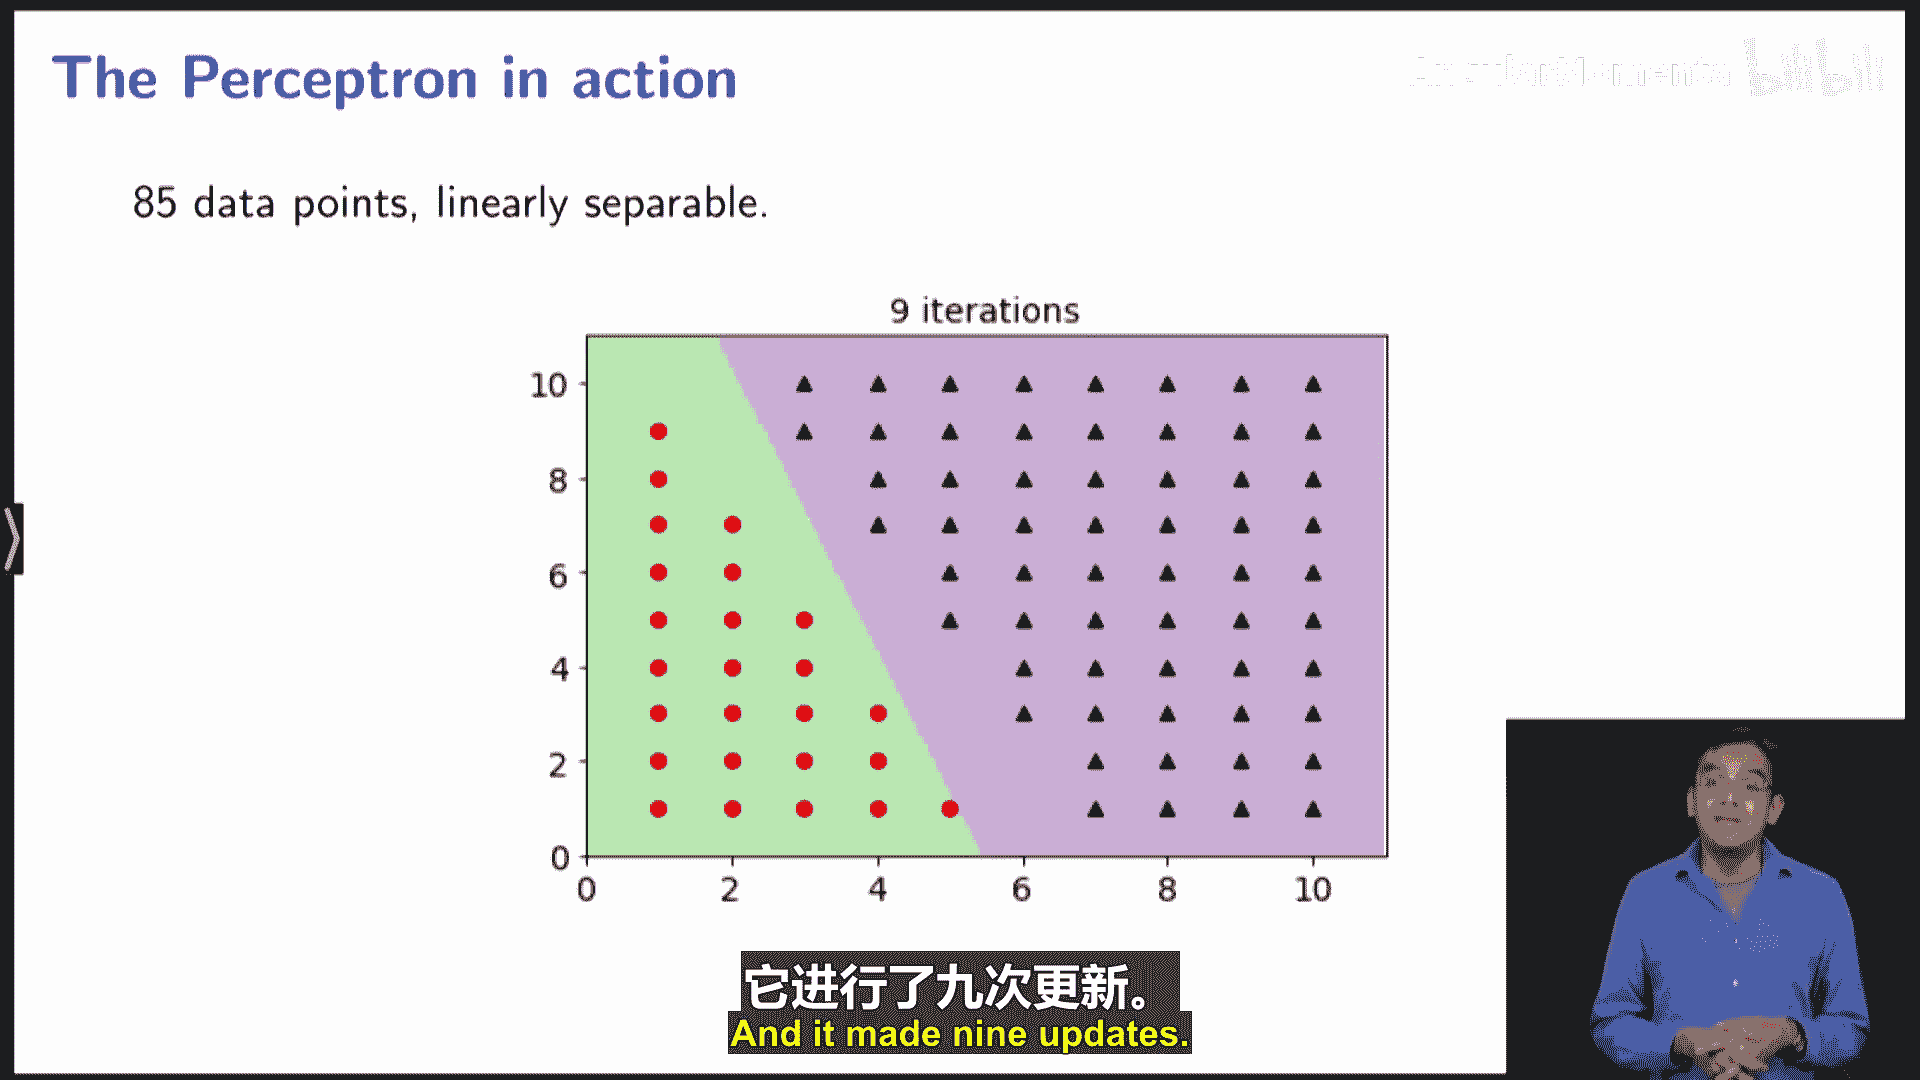 The Perceptron in action
bilibili
85 data points, linearly separable.
9 iterations
10
8
6
4
2
0
0 2 4 6 8 10
它进行了九次更新。
And it made nine updates.